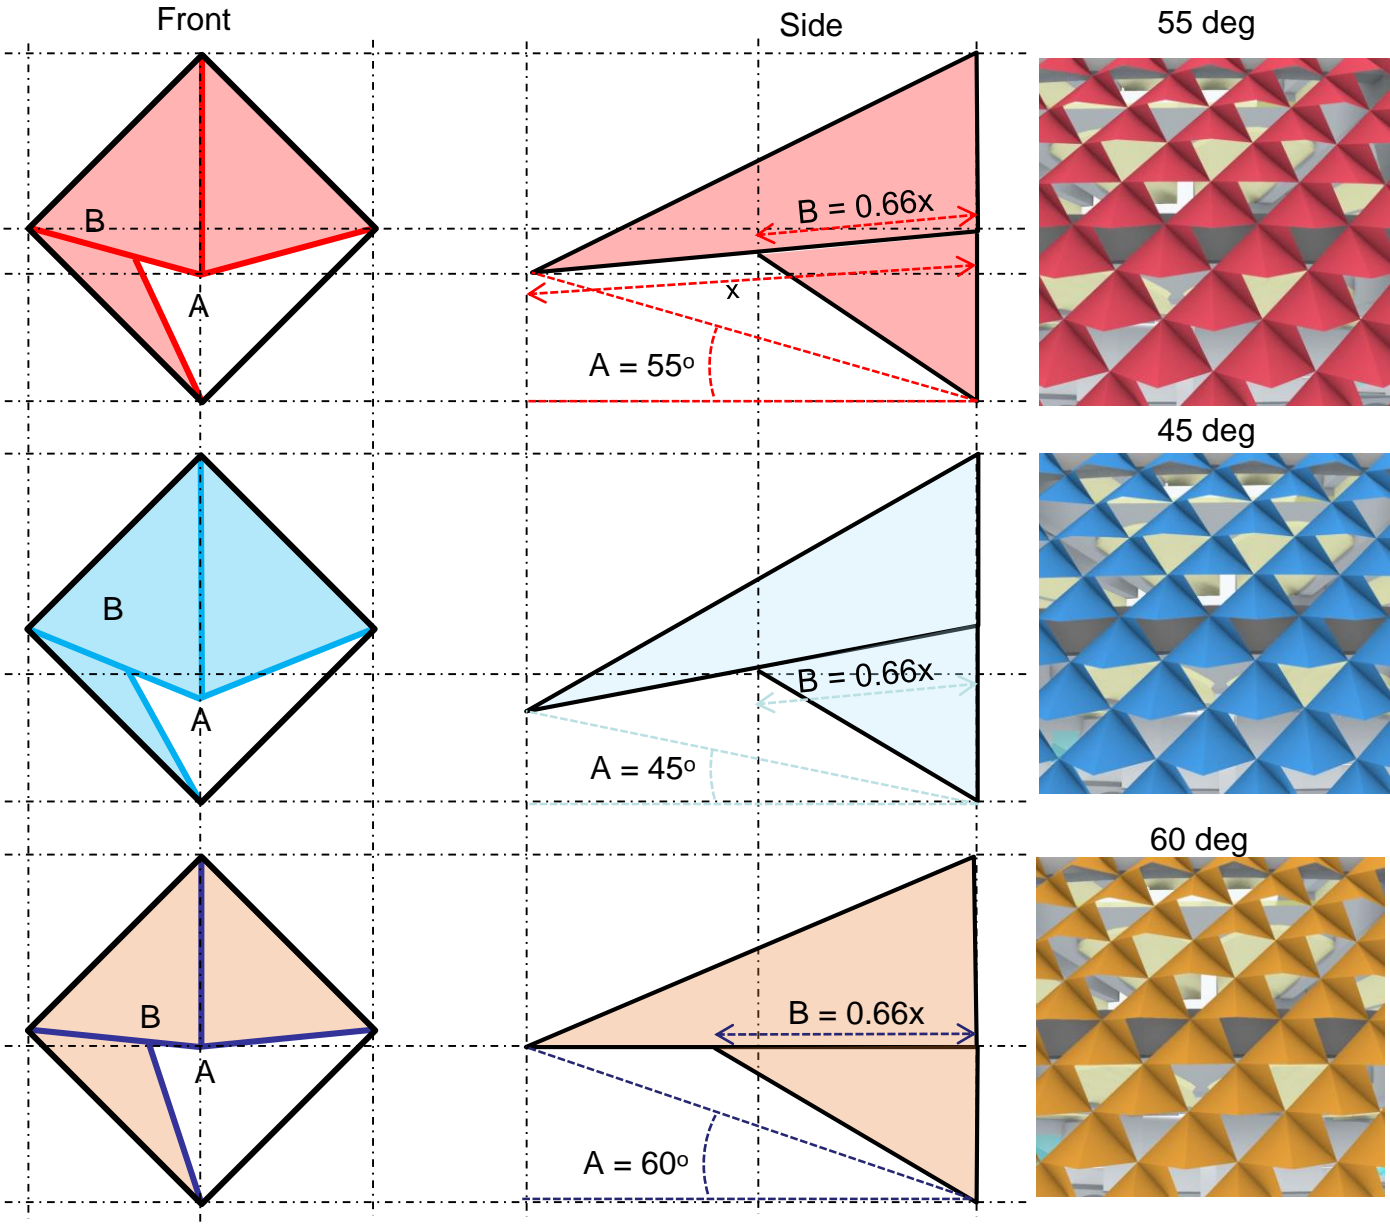 Front
Side
55 deg
B
A
B = 0.66x
x
A = 55º
45 deg
B
A
B = 0.66x
A = 45º
60 deg
B
A
B = 0.66x
A = 60º